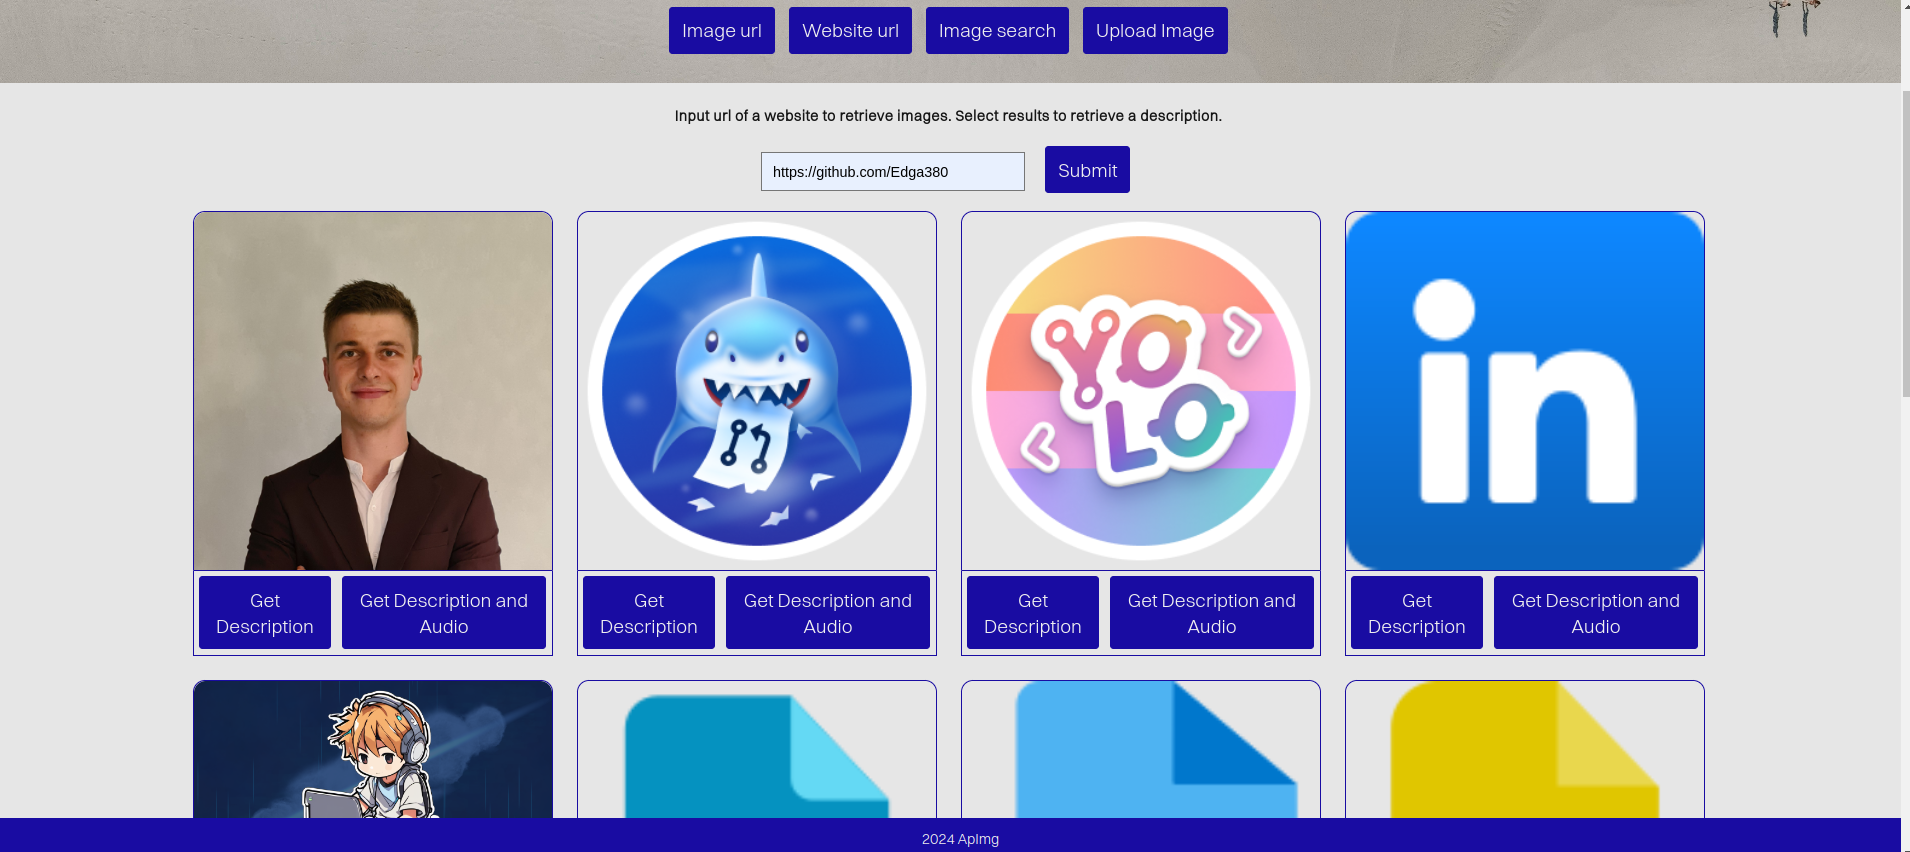 Image url
Website url
Image search
Upload Image
Input url of a website to retrieve images. Select results to retrieve a description.
https://github.com/Edga380
Submit
YOLO
in
Get Description
Get Description and Audio
Get Description
Get Description and Audio
Get Description
Get Description and Audio
Get Description
Get Description and Audio
2024 ApImg